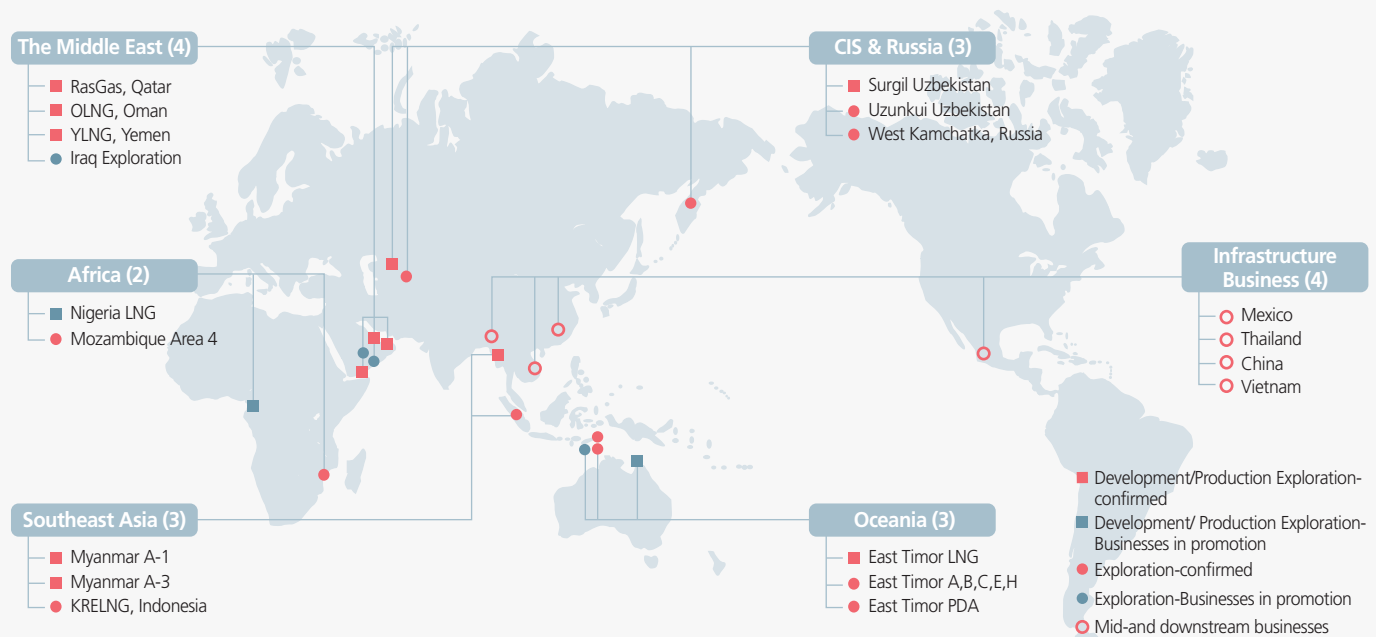 The Middle East (4)
RasGas, Qatar
OLNG, Oman
YLNG, Yemen
Iraq Exploration
CIS & Russia (3)
Surgil Uzbekistan
Uzunkui Uzbekistan
West Kamchatka, Russia
Africa (2)
Nigeria LNG
Mozambique Area 4
Infrastructure
Business (4)
Mexico
Thailand
China
Vietnam
Southeast Asia (3)
Myanmar A-1
Myanmar A-3
KRELNG, Indonesia
Oceania (3)
East Timor LNG
East Timor A,B,C,E,H
East Timor PDA
Development/Production Exploration-
confirmed
Development/ Production Exploration-
Businesses in promotion
Exploration-confirmed
Exploration-Businesses in promotion
Mid-and downstream businesses